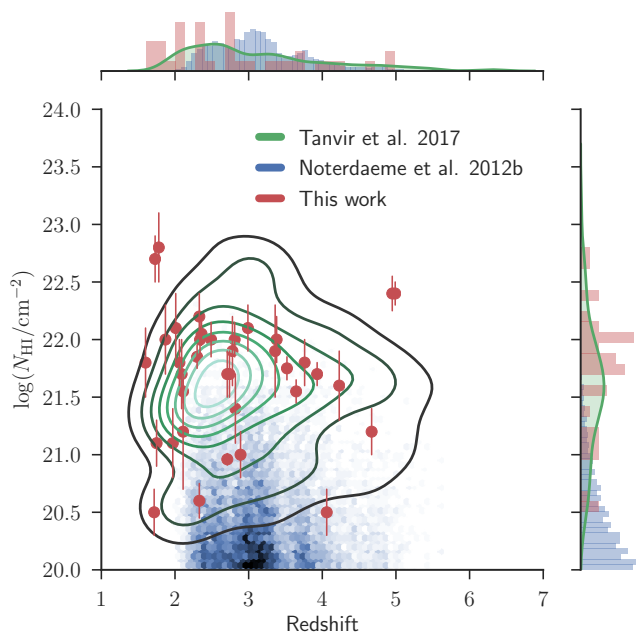 Tanvir et al. 2017
Noterdaeme et al. 2012b
This work
log(N_HI/cm⁻²)
24.0
23.5
23.0
22.5
22.0
21.5
21.0
20.5
20.0
1 2 3 4 5 6 7
Redshift